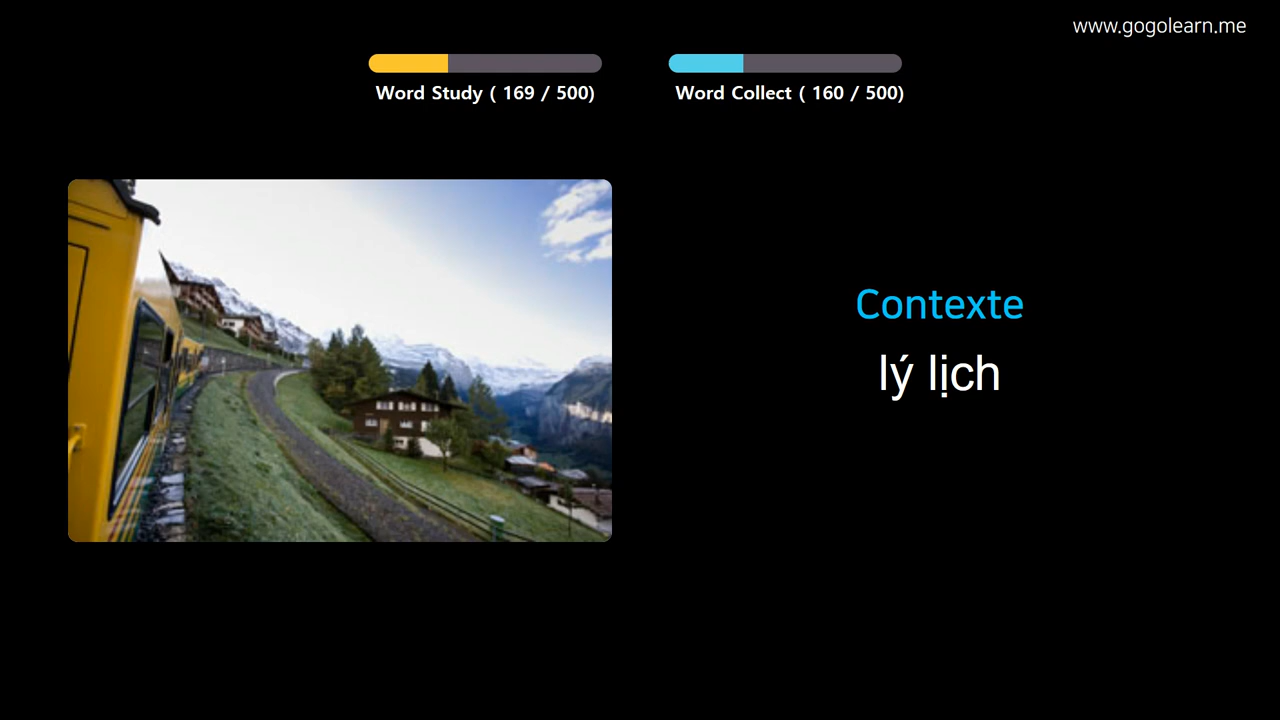 www.gogolearn.me
Word Study ( 169 / 500)
Word Collect ( 160 / 500)
Contexte
lý lịch